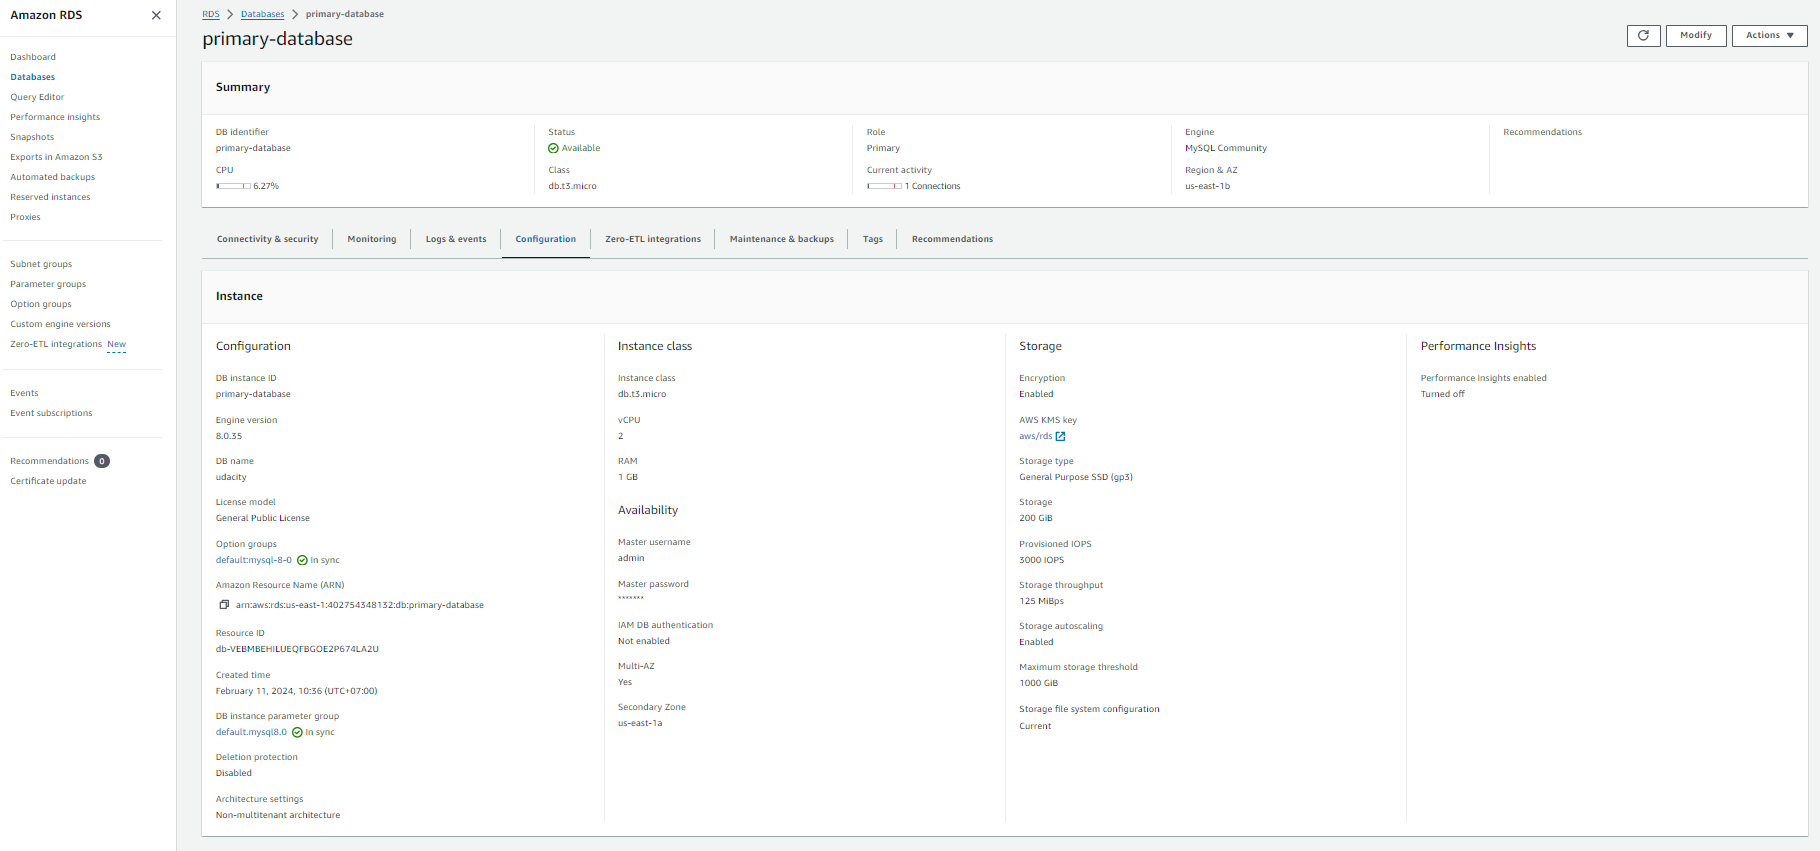 Amazon RDS
Dashboard
Databases
Query Editor
Performance insights
Snapshots
Exports in Amazon S3
Automated backups
Reserved instances
Proxies
Subnet groups
Parameter groups
Option groups
Custom engine versions
Zero-ETL integrations New
Events
Event subscriptions
Recommendations 0
Certificate update
RDS > Databases > primary-database
primary-database
Modify
Actions
Summary
DB identifier
primary-database
CPU
6.27%
Status
Available
Class
db.t3.micro
Role
Primary
Current activity
1 Connections
Engine
MySQL Community
Region & AZ
us-east-1b
Recommendations
Connectivity & security
Monitoring
Logs & events
Configuration
Zero-ETL integrations
Maintenance & backups
Tags
Recommendations
Instance
Configuration
DB instance ID
primary-database
Engine version
8.0.35
DB name
udacity
License model
General Public License
Option groups
default:mysql-8-0 In sync
Amazon Resource Name (ARN)
arn:aws:rds:us-east-1:402754348132:db:primary-database
Resource ID
db-VEBMBEHILUEQFBGOE2P674LA2U
Created time
February 11, 2024, 10:36 (UTC+07:00)
DB instance parameter group
default.mysql8.0 In sync
Deletion protection
Disabled
Architecture settings
Non-multitenant architecture
Instance class
Instance class
db.t3.micro
vCPU
2
RAM
1 GB
Availability
Master username
admin
Master password
*******
IAM DB authentication
Not enabled
Multi-AZ
Yes
Secondary Zone
us-east-1a
Storage
Encryption
Enabled
AWS KMS key
aws/rds
Storage type
General Purpose SSD (gp3)
Storage
200 GiB
Provisioned IOPS
3000 IOPS
Storage throughput
125 MiBps
Storage autoscaling
Enabled
Maximum storage threshold
1000 GiB
Storage file system configuration
Current
Performance Insights
Performance Insights enabled
Turned off